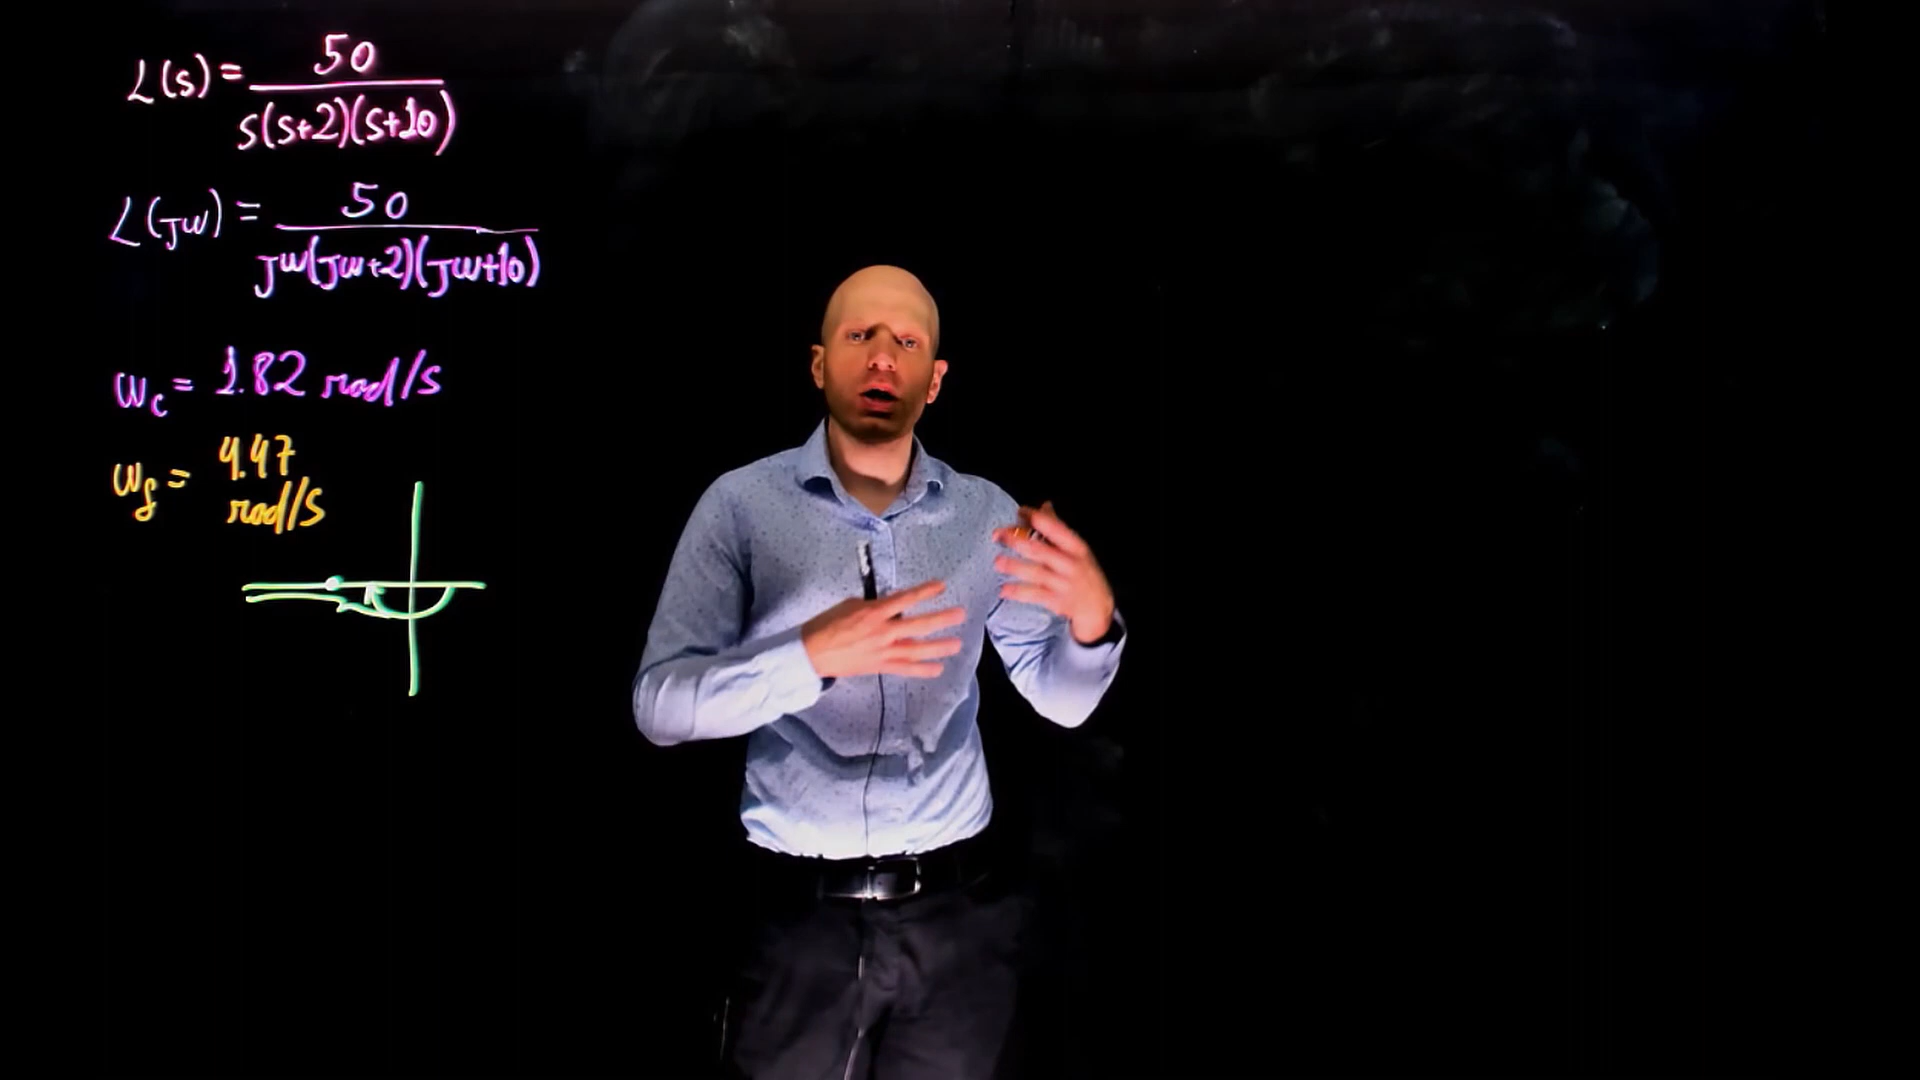 L(s) = 50 / s(s+2)(s+10)
L(jw) = 50 / jw(jw+2)(jw+10)
wc = 1.82 rad/s
wf = 4.47
rad/s